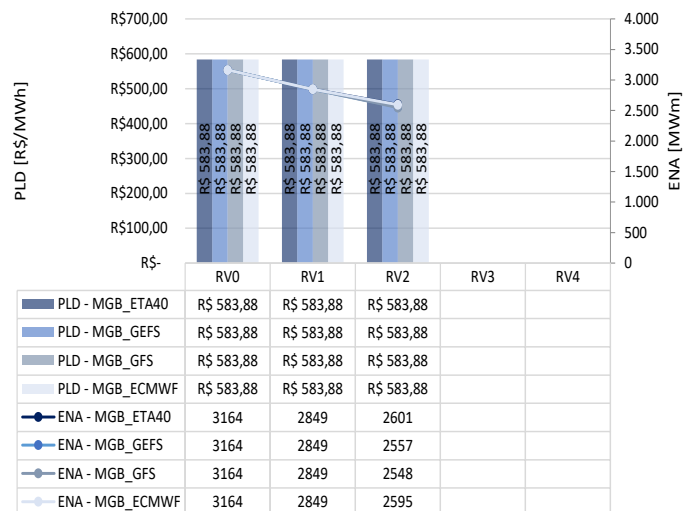 R$700,00
R$600,00
R$500,00
R$400,00
R$300,00
R$200,00
R$100,00
R$-
PLD [R$/MWh]
4.000
3.500
3.000
2.500
2.000
1.500
1.000
500
0
ENA [MWm]
R$ 583,88
R$ 583,88
R$ 583,88
R$ 583,88
R$ 583,88
R$ 583,88
R$ 583,88
R$ 583,88
R$ 583,88
R$ 583,88
R$ 583,88
R$ 583,88
RV0 RV1 RV2 RV3 RV4
PLD - MGB_ETA40 R$ 583,88 R$ 583,88 R$ 583,88
PLD - MGB_GEFS R$ 583,88 R$ 583,88 R$ 583,88
PLD - MGB_GFS R$ 583,88 R$ 583,88 R$ 583,88
PLD - MGB_ECMWF R$ 583,88 R$ 583,88 R$ 583,88
ENA - MGB_ETA40 3164 2849 2601
ENA - MGB_GEFS 3164 2849 2557
ENA - MGB_GFS 3164 2849 2548
ENA - MGB_ECMWF 3164 2849 2595